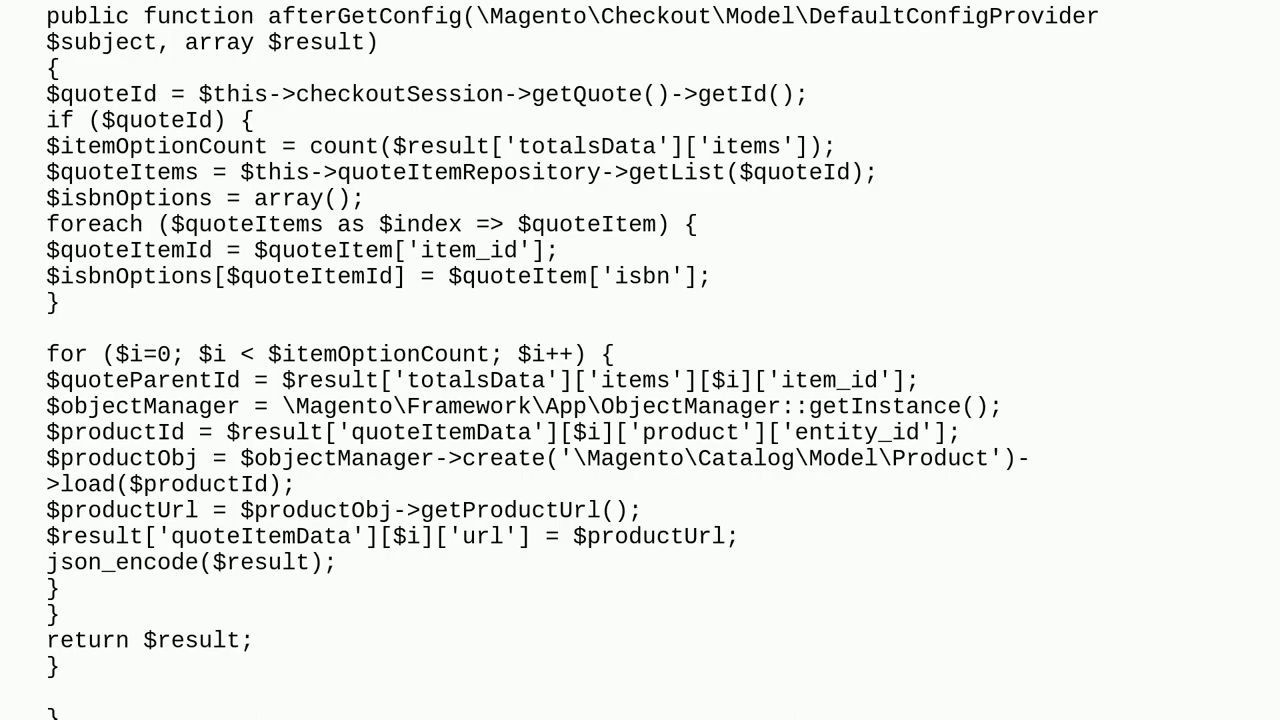 public function afterGetConfig(\Magento\Checkout\Model\DefaultConfigProvider
$subject, array $result)
{
$quoteId = $this->checkoutSession->getQuote()->getId();
if ($quoteId) {
$itemOptionCount = count($result['totalsData']['items']);
$quoteItems = $this->quoteItemRepository->getList($quoteId);
$isbnOptions = array();
foreach ($quoteItems as $index => $quoteItem) {
$quoteItemId = $quoteItem['item_id'];
$isbnOptions[$quoteItemId] = $quoteItem['isbn'];
}

for ($i=0; $i < $itemOptionCount; $i++) {
$quoteParentId = $result['totalsData']['items'][$i]['item_id'];
$objectManager = \Magento\Framework\App\ObjectManager::getInstance();
$productId = $result['quoteItemData'][$i]['product']['entity_id'];
$productObj = $objectManager->create('\Magento\Catalog\Model\Product')-
>load($productId);
$productUrl = $productObj->getProductUrl();
$result['quoteItemData'][$i]['url'] = $productUrl;
json_encode($result);
}
}
return $result;
}

}